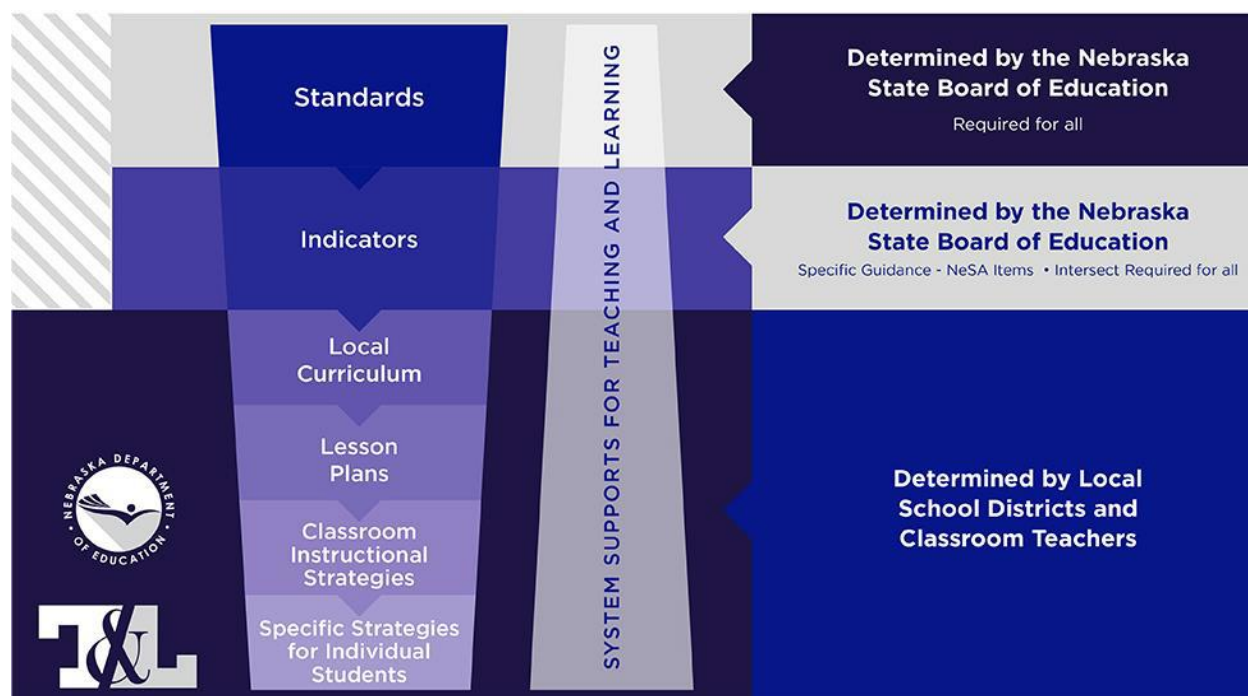 Standards
Indicators
Local
Curriculum
Lesson
Plans
Classroom
Instructional
Strategies
Specific Strategies
for Individual
Students
SYSTEM SUPPORTS FOR TEACHING AND LEARNING
Determined by the Nebraska
State Board of Education
Required for all
Determined by the Nebraska
State Board of Education
Specific Guidance - NeSA Items • Intersect Required for all
Determined by Local
School Districts and
Classroom Teachers
NEBRASKA DEPARTMENT
• OF EDUCATION •
T&L